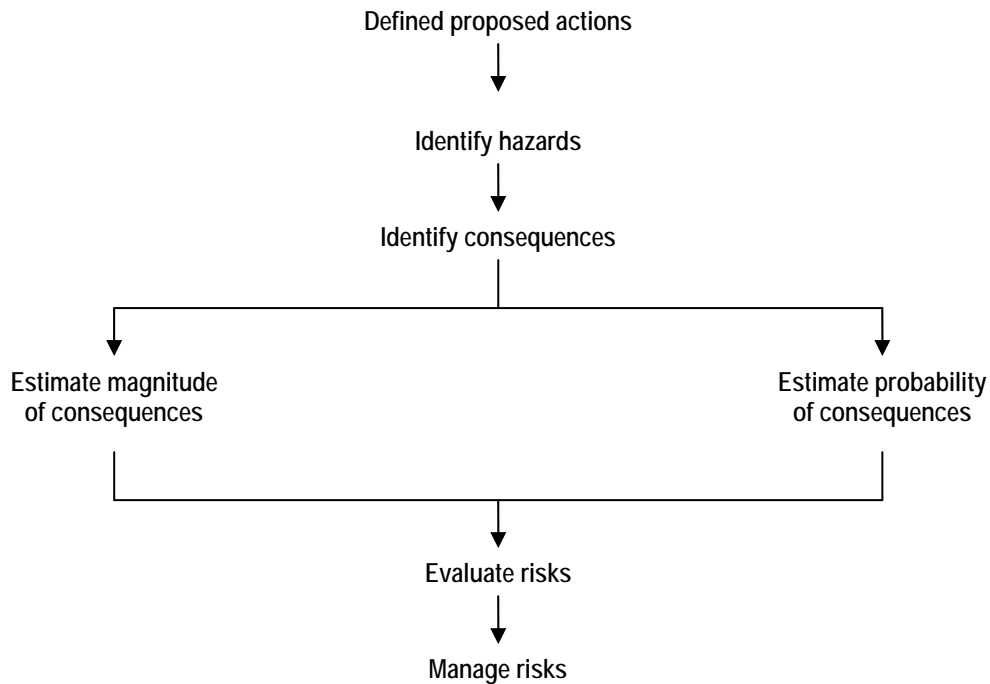 Defined proposed actions
Identify hazards
Identify consequences
Estimate magnitude
of consequences
Estimate probability
of consequences
Evaluate risks
Manage risks